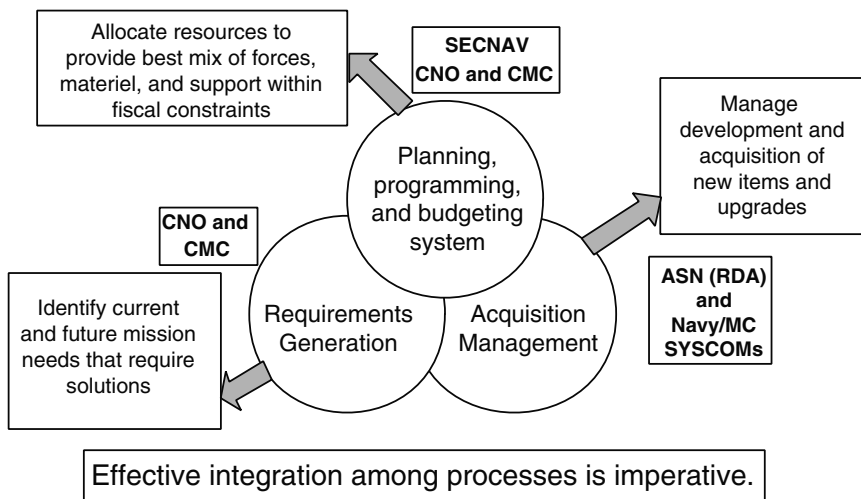 Allocate resources to
provide best mix of forces,
materiel, and support within
fiscal constraints
SECNAV
CNO and CMC
Manage
development and
acquisition of
new items and
upgrades
Planning,
programming,
and budgeting
system
CNO and
CMC
ASN (RDA)
and
Navy/MC
SYSCOMs
Identify current
and future mission
needs that require
solutions
Requirements
Generation
Acquisition
Management
Effective integration among processes is imperative.